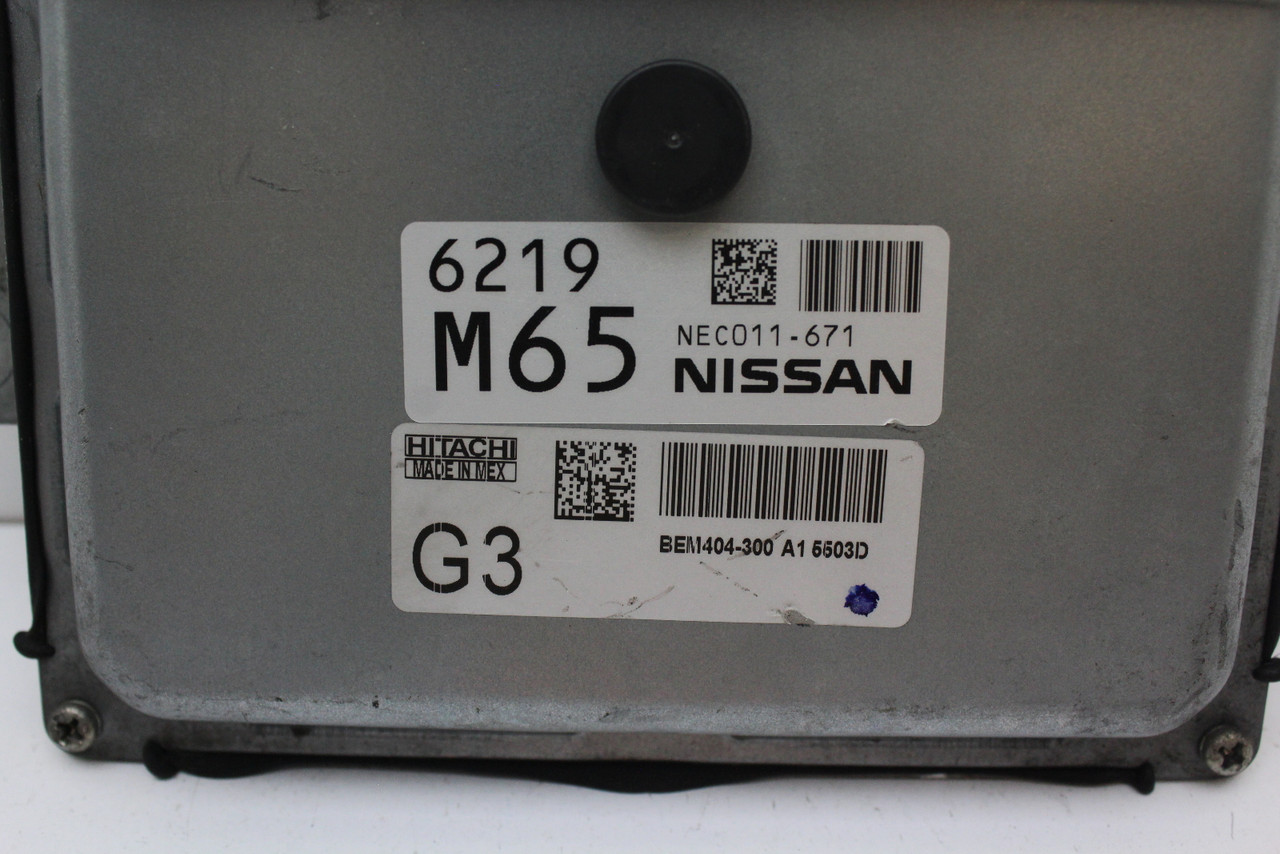 6219
M65
NEC011-671
NISSAN
HITACHI
MADE IN MEX
G3
BEM404-300 A1 5503D